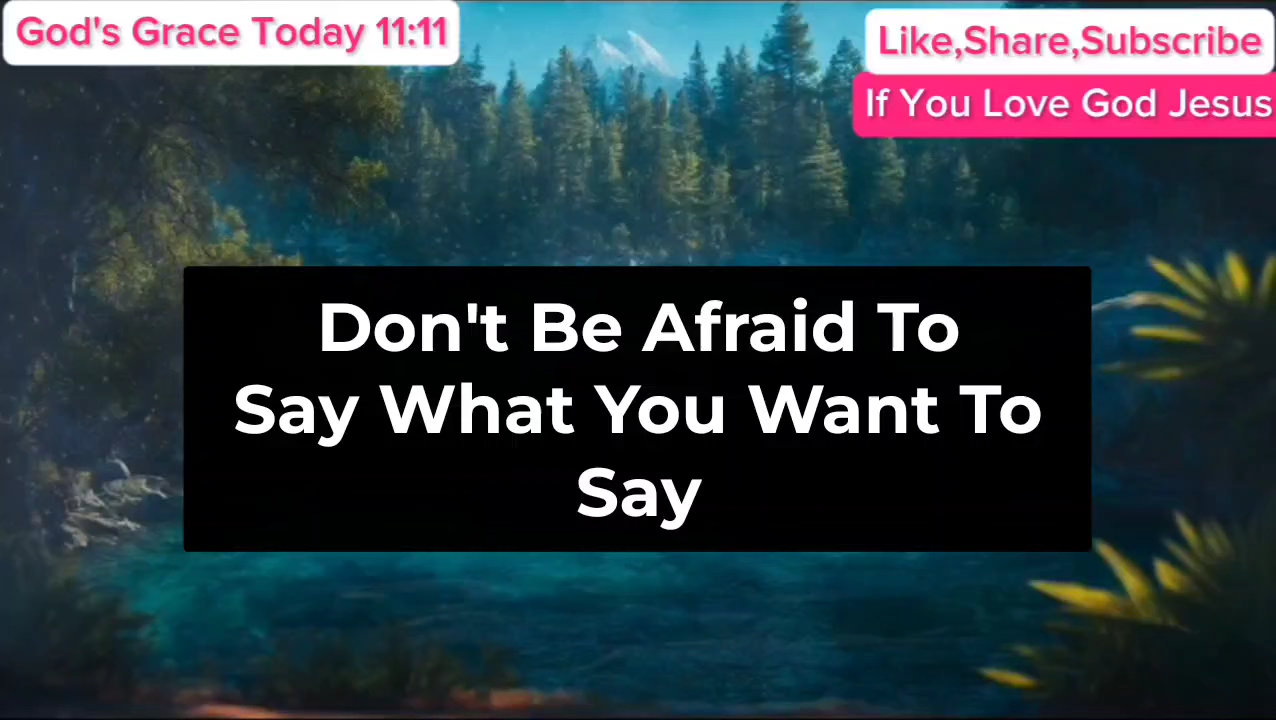 God's Grace Today 11:11
Like,Share,Subscribe
If You Love God Jesus
Don't Be Afraid To
Say What You Want To
Say